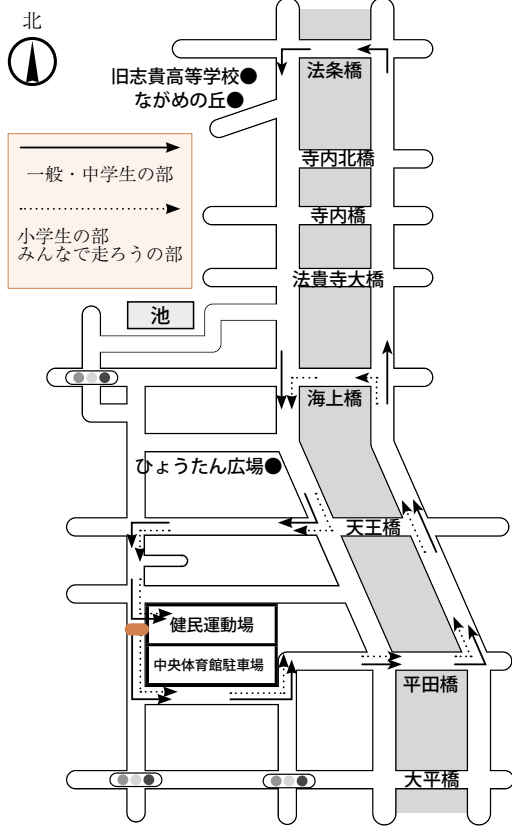 北
法条橋
旧志貴高等学校
ながめの丘
寺内北橋
一般・中学生の部
寺内橋
小学生の部
みんなで走ろうの部
法貴寺大橋
池
海上橋
ひょうたん広場
天王橋
健民運動場
中央体育館駐車場
平田橋
大平橋